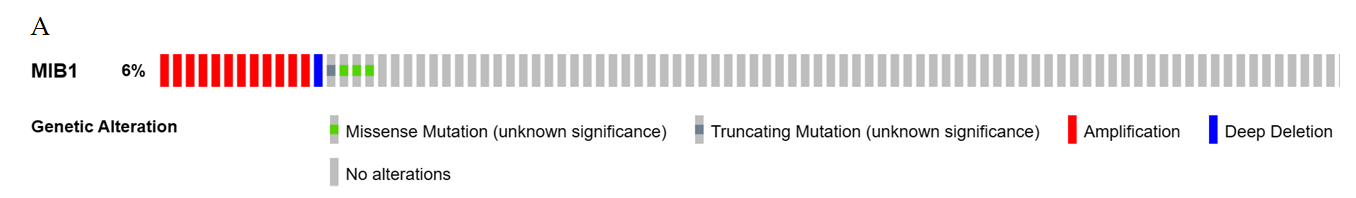 A
MIB1 6%
Genetic Alteration Missense Mutation (unknown significance) Truncating Mutation (unknown significance) Amplification Deep Deletion
No alterations